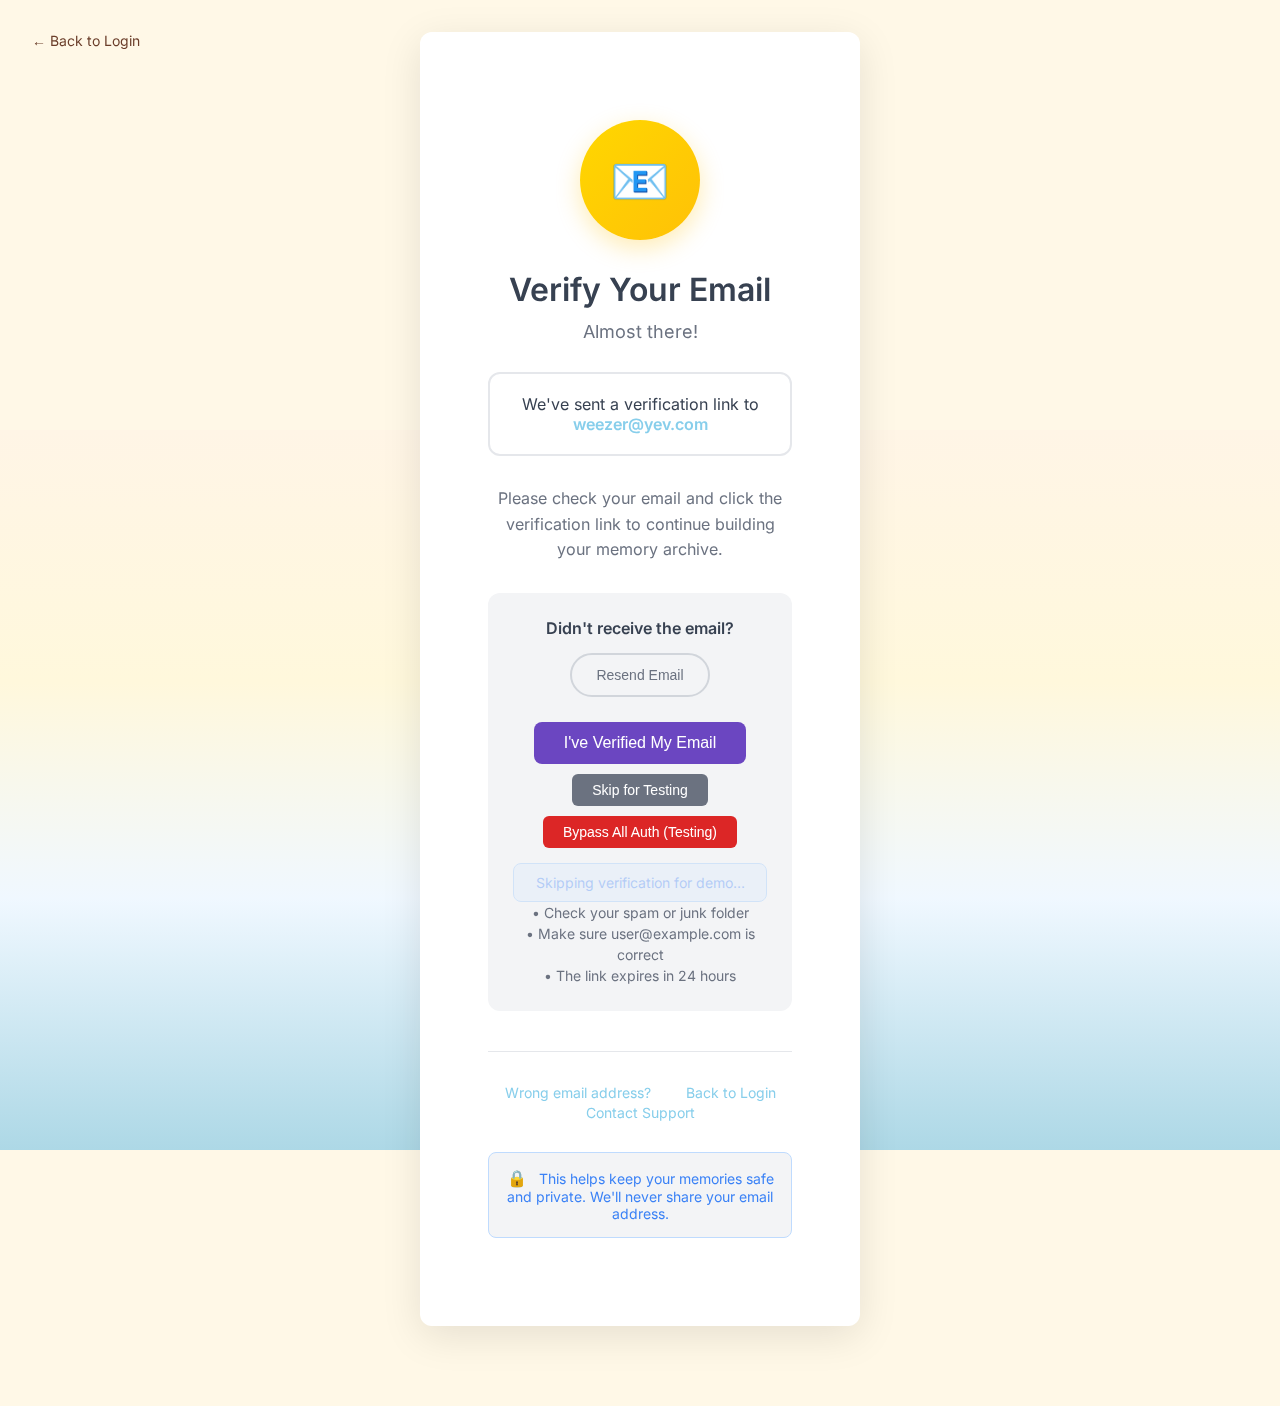 ← Back to Login
Verify Your Email
Almost there!
We've sent a verification link to
weezer@yev.com
Please check your email and click the
verification link to continue building
your memory archive.
Didn't receive the email?
Resend Email
I've Verified My Email
Skip for Testing
Bypass All Auth (Testing)
Skipping verification for demo...
• Check your spam or junk folder
• Make sure user@example.com is
correct
• The link expires in 24 hours
Wrong email address? Back to Login
Contact Support
🔒 This helps keep your memories safe
and private. We'll never share your email
address.